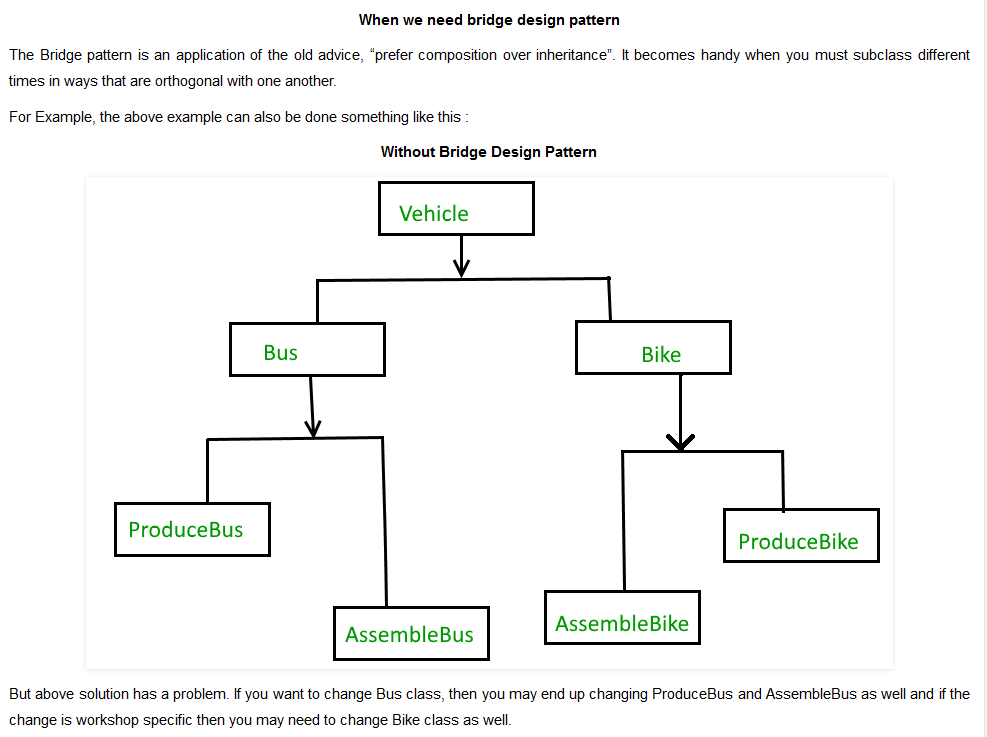 When we need bridge design pattern
The Bridge pattern is an application of the old advice, “prefer composition over inheritance”. It becomes handy when you must subclass different
times in ways that are orthogonal with one another.
For Example, the above example can also be done something like this :
Without Bridge Design Pattern
Vehicle
Bus
Bike
ProduceBus
ProduceBike
AssembleBus
AssembleBike
But above solution has a problem. If you want to change Bus class, then you may end up changing ProduceBus and AssembleBus as well and if the
change is workshop specific then you may need to change Bike class as well.